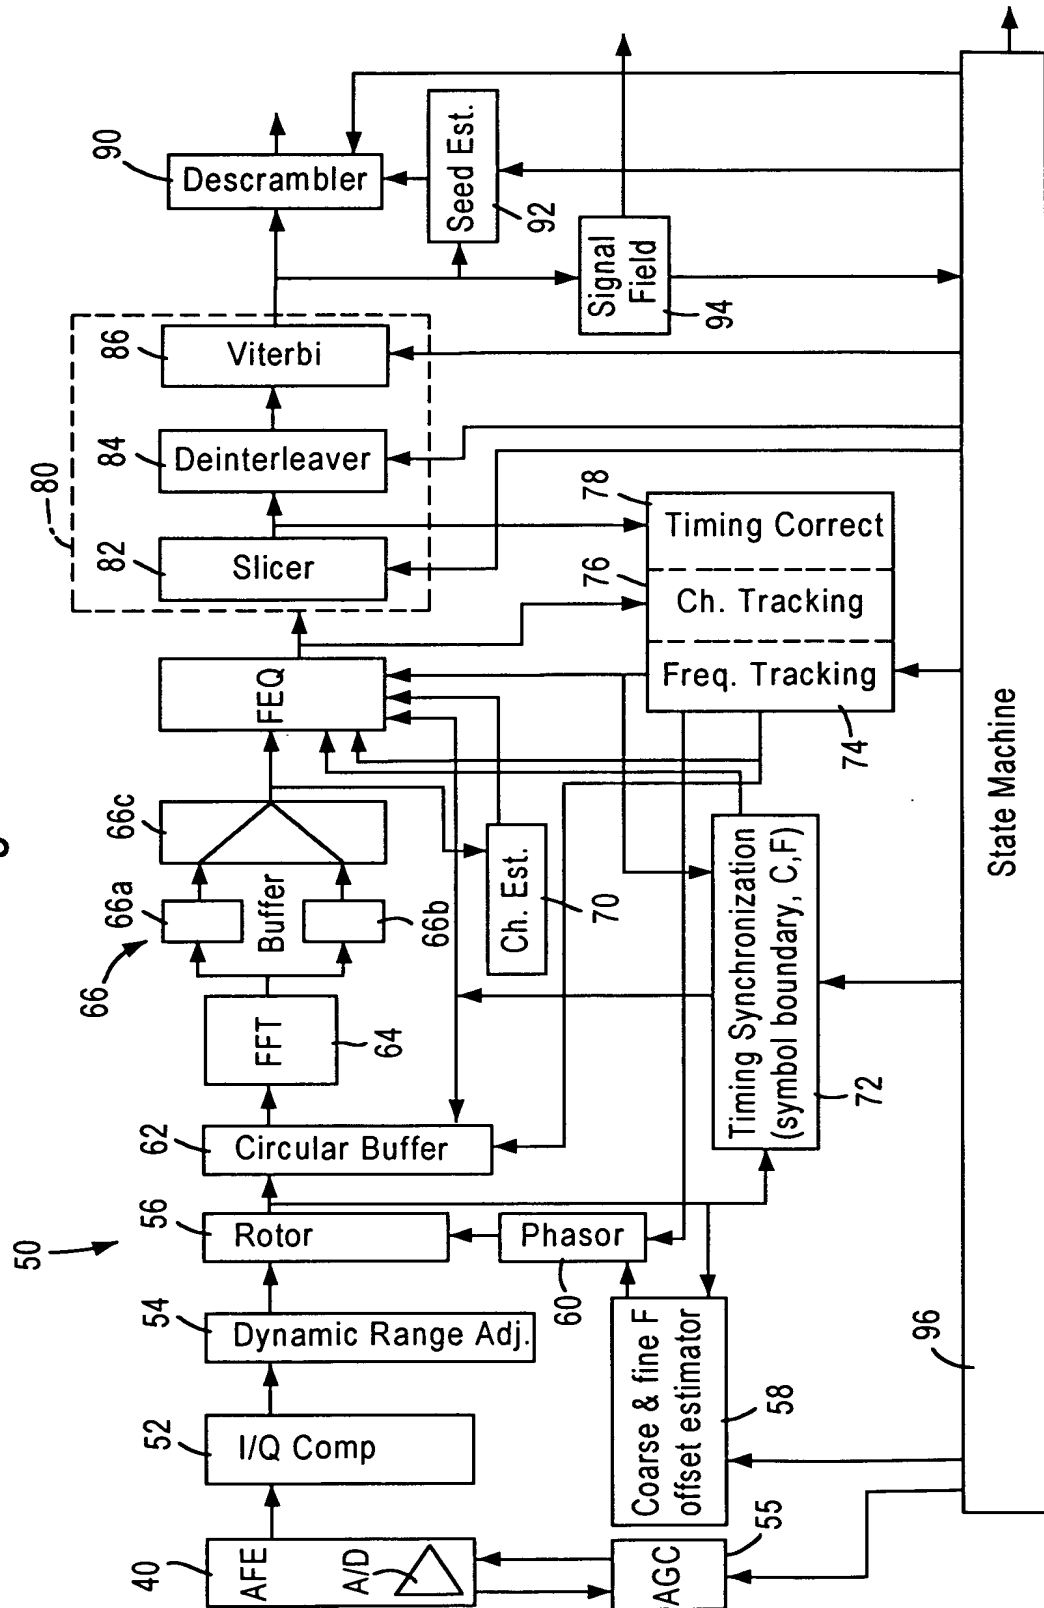 50
40
AFE
A/D
52
I/Q Comp
54
Dynamic Range Adj.
55
AGC
56
Rotor
Coarse & fine F
offset estimator
58
Phasor
60
62
Circular Buffer
FFT
64
66
66a
Buffer
66b
66c
Ch. Est.
70
Timing Synchronization
(symbol boundary, C,F)
72
FEQ
Freq. Tracking
74
Ch. Tracking
76
Timing Correct
78
80
82
Slicer
84
Deinterleaver
86
Viterbi
90
Descrambler
Seed Est.
92
Signal
Field
94
State Machine
96